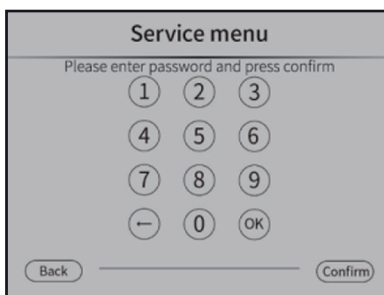 Service menu
Please enter password and press confirm
1 2 3
4 5 6
7 8 9
← 0 OK
Back Confirm